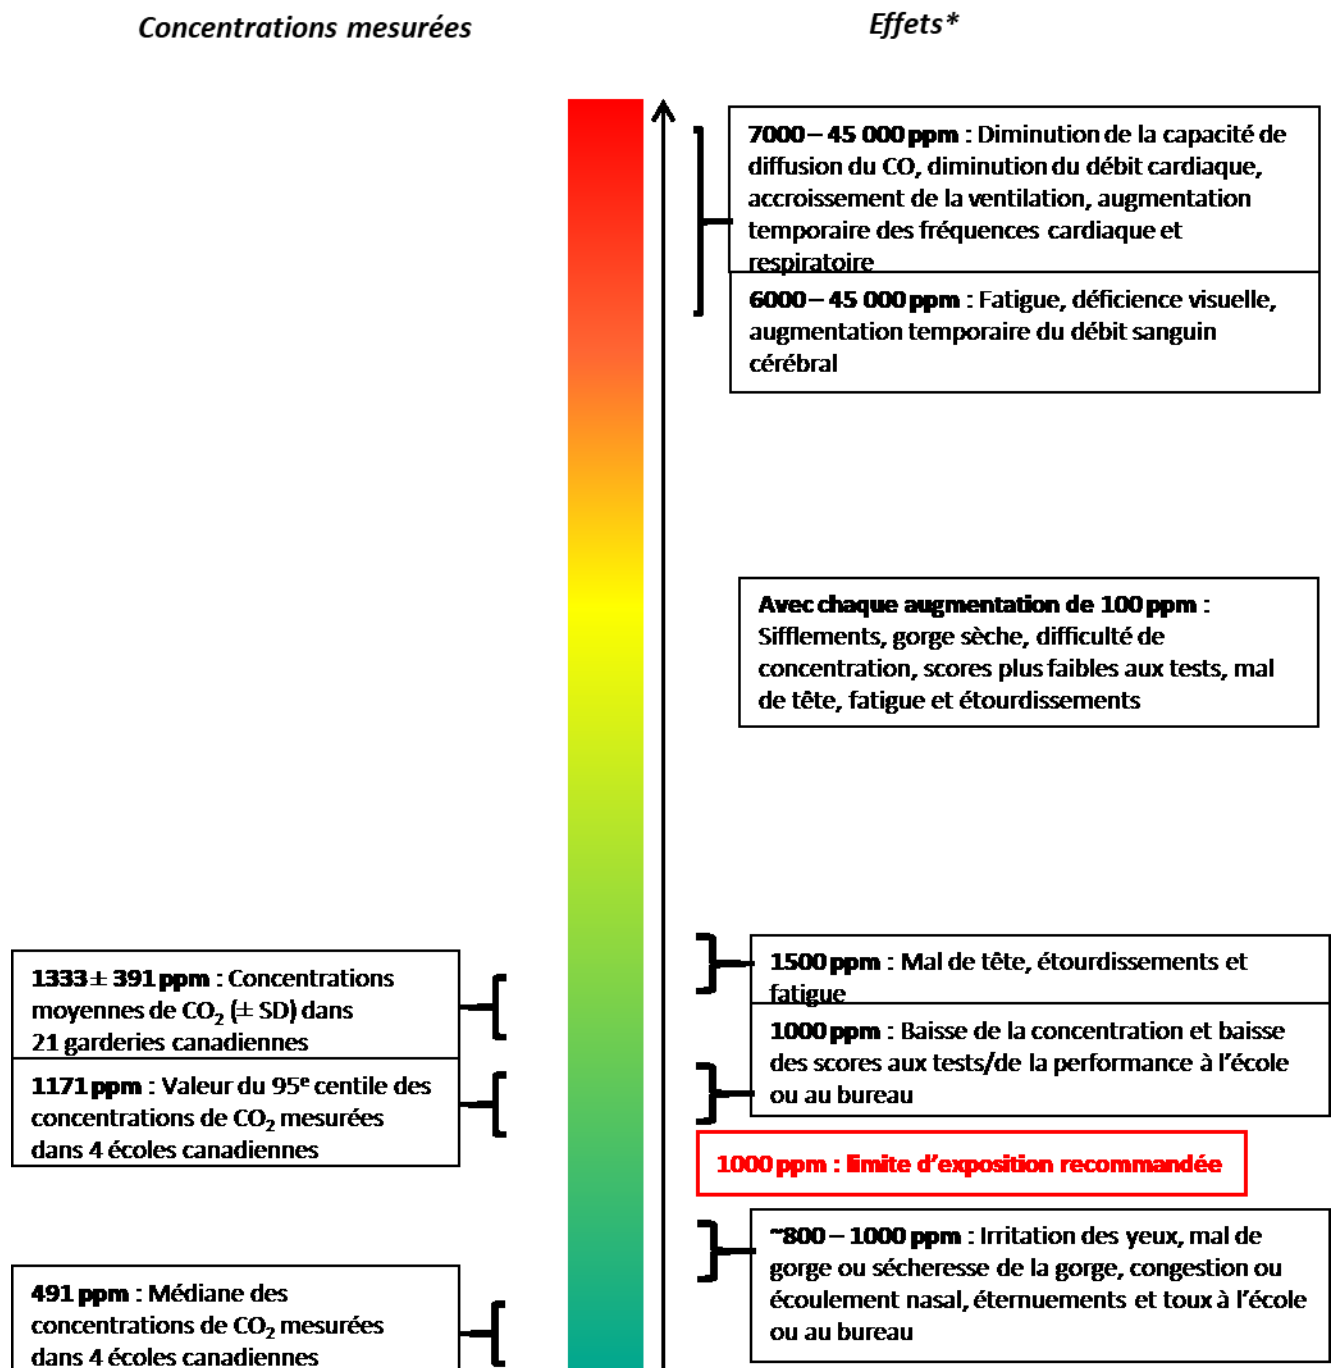 Concentrations mesurées
Effets*
7000 – 45 000 ppm : Diminution de la capacité de
diffusion du CO, diminution du débit cardiaque,
accroissement de la ventilation, augmentation
temporaire des fréquences cardiaque et
respiratoire
6000 – 45 000 ppm : Fatigue, déficience visuelle,
augmentation temporaire du débit sanguin
cérébral
Avec chaque augmentation de 100 ppm :
Sifflements, gorge sèche, difficulté de
concentration, scores plus faibles aux tests, mal
de tête, fatigue et étourdissements
1333 ± 391 ppm : Concentrations
moyennes de CO₂ (± SD) dans
21 garderies canadiennes
1171 ppm : Valeur du 95ᵉ centile des
concentrations de CO₂ mesurées
dans 4 écoles canadiennes
491 ppm : Médiane des
concentrations de CO₂ mesurées
dans 4 écoles canadiennes
1500 ppm : Mal de tête, étourdissements et
fatigue
1000 ppm : Baisse de la concentration et baisse
des scores aux tests/de la performance à l’école
ou au bureau
1000 ppm : limite d’exposition recommandée
~800 – 1000 ppm : Irritation des yeux, mal de
gorge ou sécheresse de la gorge, congestion ou
écoulement nasal, éternuements et toux à l’école
ou au bureau